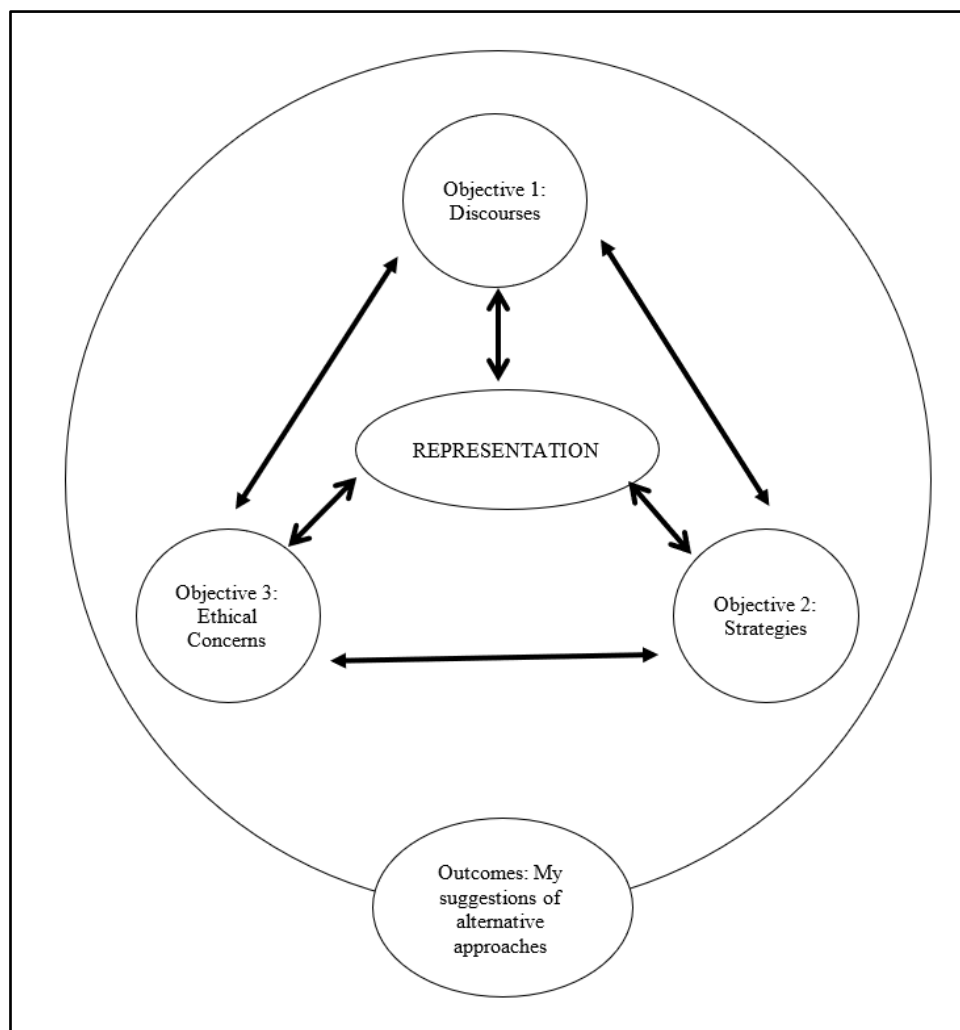 Objective 1:
Discourses
REPRESENTATION
Objective 3:
Ethical
Concerns
Objective 2:
Strategies
Outcomes: My
suggestions of
alternative
approaches